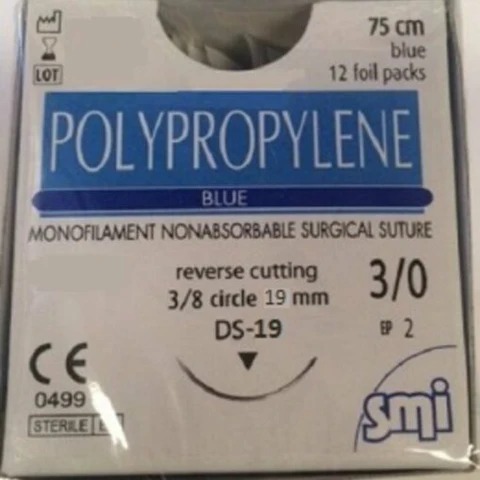 75 cm
blue
12 foil packs
LOT
POLYPROPYLENE
BLUE
MONOFILAMENT NONABSORBABLE SURGICAL SUTURE
reverse cutting
3/8 circle 19 mm
DS-19
3/0
EP 2
CE
0499
STERILE
smi